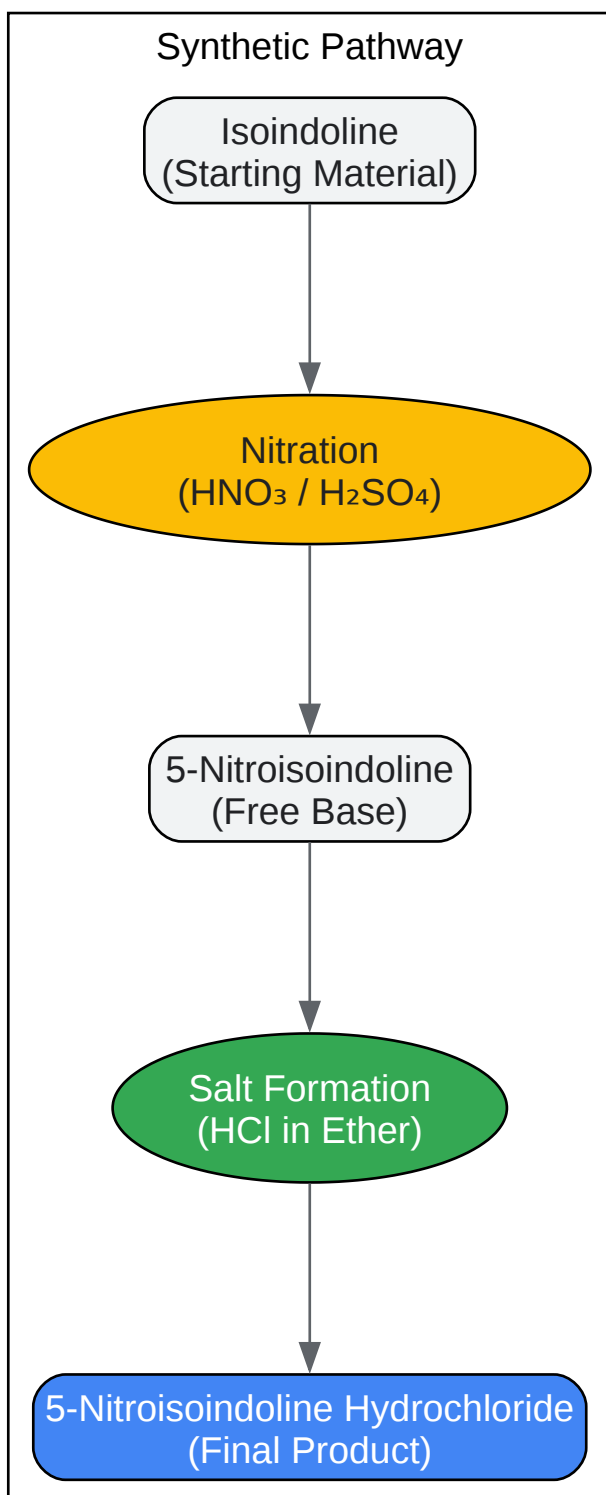 Synthetic Pathway
Isoindoline
(Starting Material)
Nitration
(HNO₃ / H₂SO₄)
5-Nitroisoindoline
(Free Base)
Salt Formation
(HCl in Ether)
5-Nitroisoindoline Hydrochloride
(Final Product)